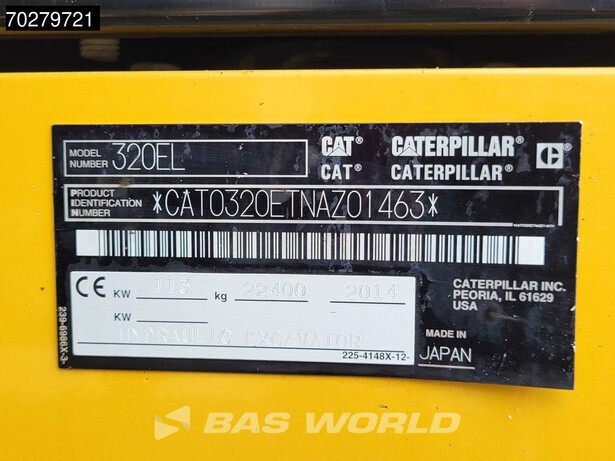 70279721
MODEL NUMBER 320EL
CAT® CATERPILLAR®
CAT® CATERPILLAR®
PRODUCT IDENTIFICATION NUMBER *CAT0320ETNAZ01463*
CE KW 113 kg 22400 2014
KW
HYDRAULIC EXCAVATOR
225-4148X-12-
239-6986X-3-
CATERPILLAR INC.
PEORIA, IL 61629
USA
MADE IN
JAPAN
BAS WORLD